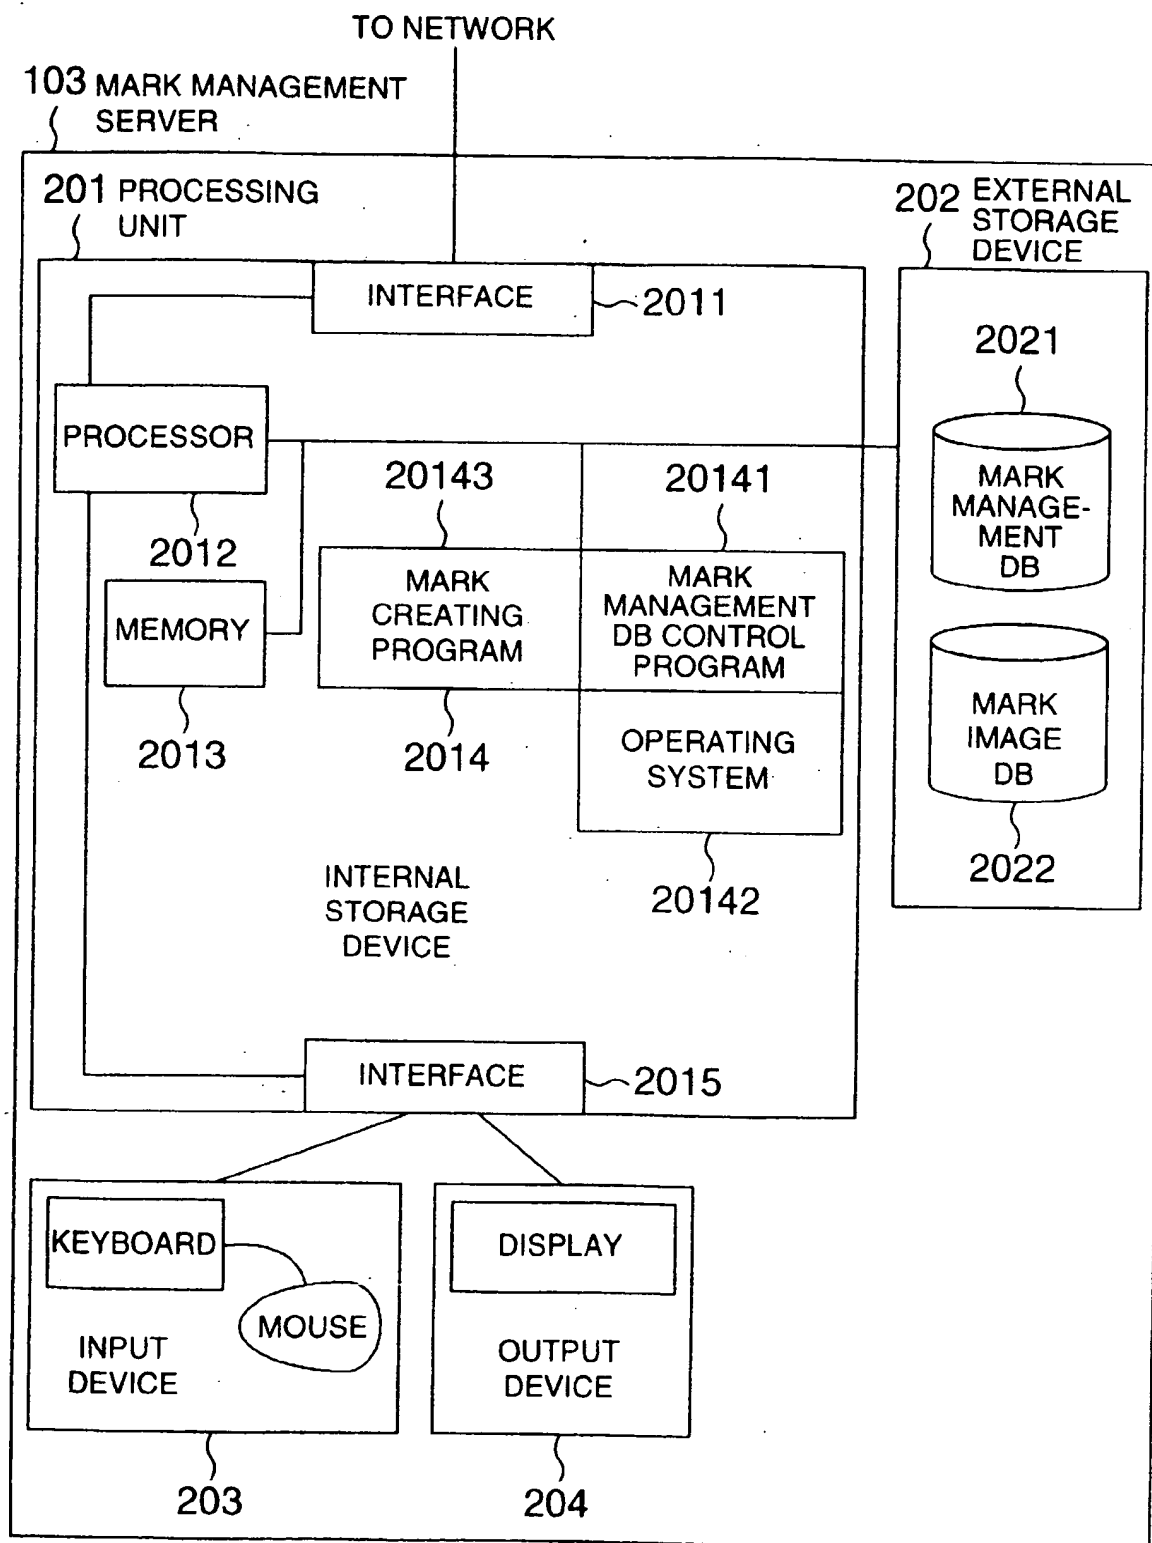 TO NETWORK
103 MARK MANAGEMENT
SERVER
201 PROCESSING
UNIT
202 EXTERNAL
STORAGE
DEVICE
INTERFACE
2011
2021
PROCESSOR
2012
20143
20141
MARK
MANAGE-
MENT
DB
MEMORY
2013
MARK
CREATING
PROGRAM
2014
MARK
MANAGEMENT
DB CONTROL
PROGRAM
OPERATING
SYSTEM
20142
MARK
IMAGE
DB
2022
INTERNAL
STORAGE
DEVICE
INTERFACE
2015
KEYBOARD
MOUSE
INPUT
DEVICE
203
DISPLAY
OUTPUT
DEVICE
204